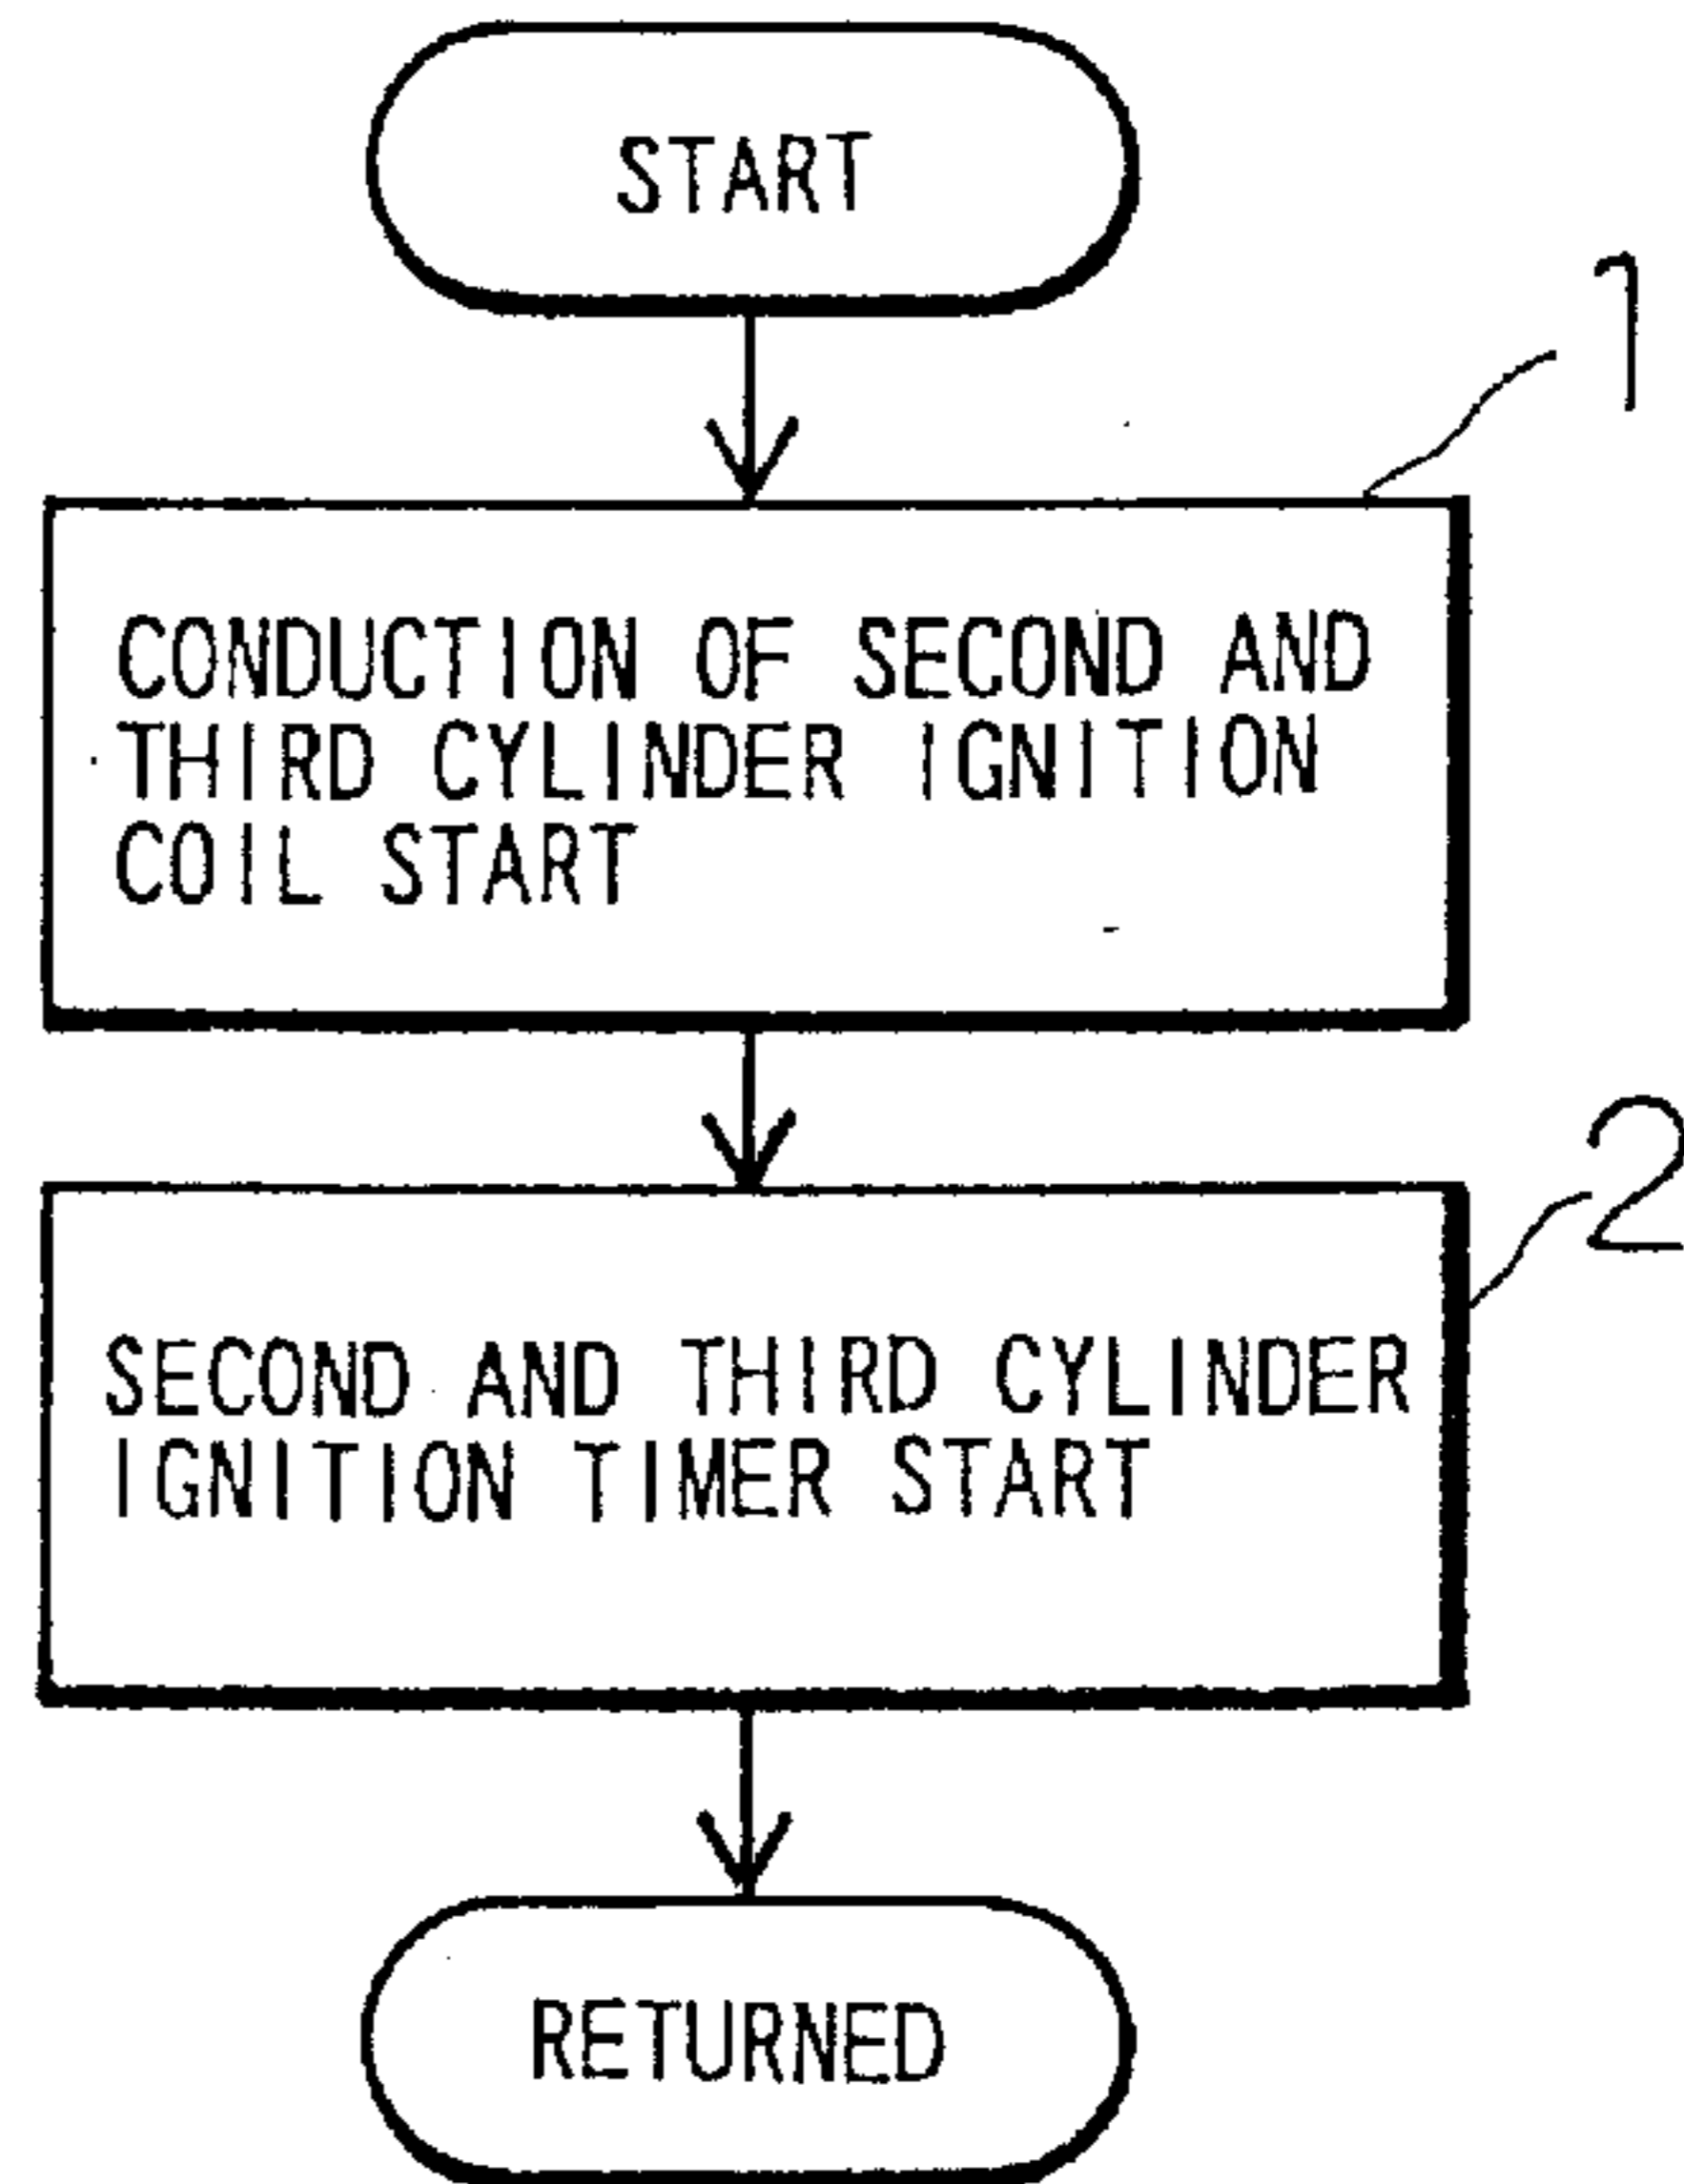 START
1
CONDUCTION OF SECOND AND
THIRD CYLINDER IGNITION
COIL START
2
SECOND AND THIRD CYLINDER
IGNITION TIMER START
RETURNED